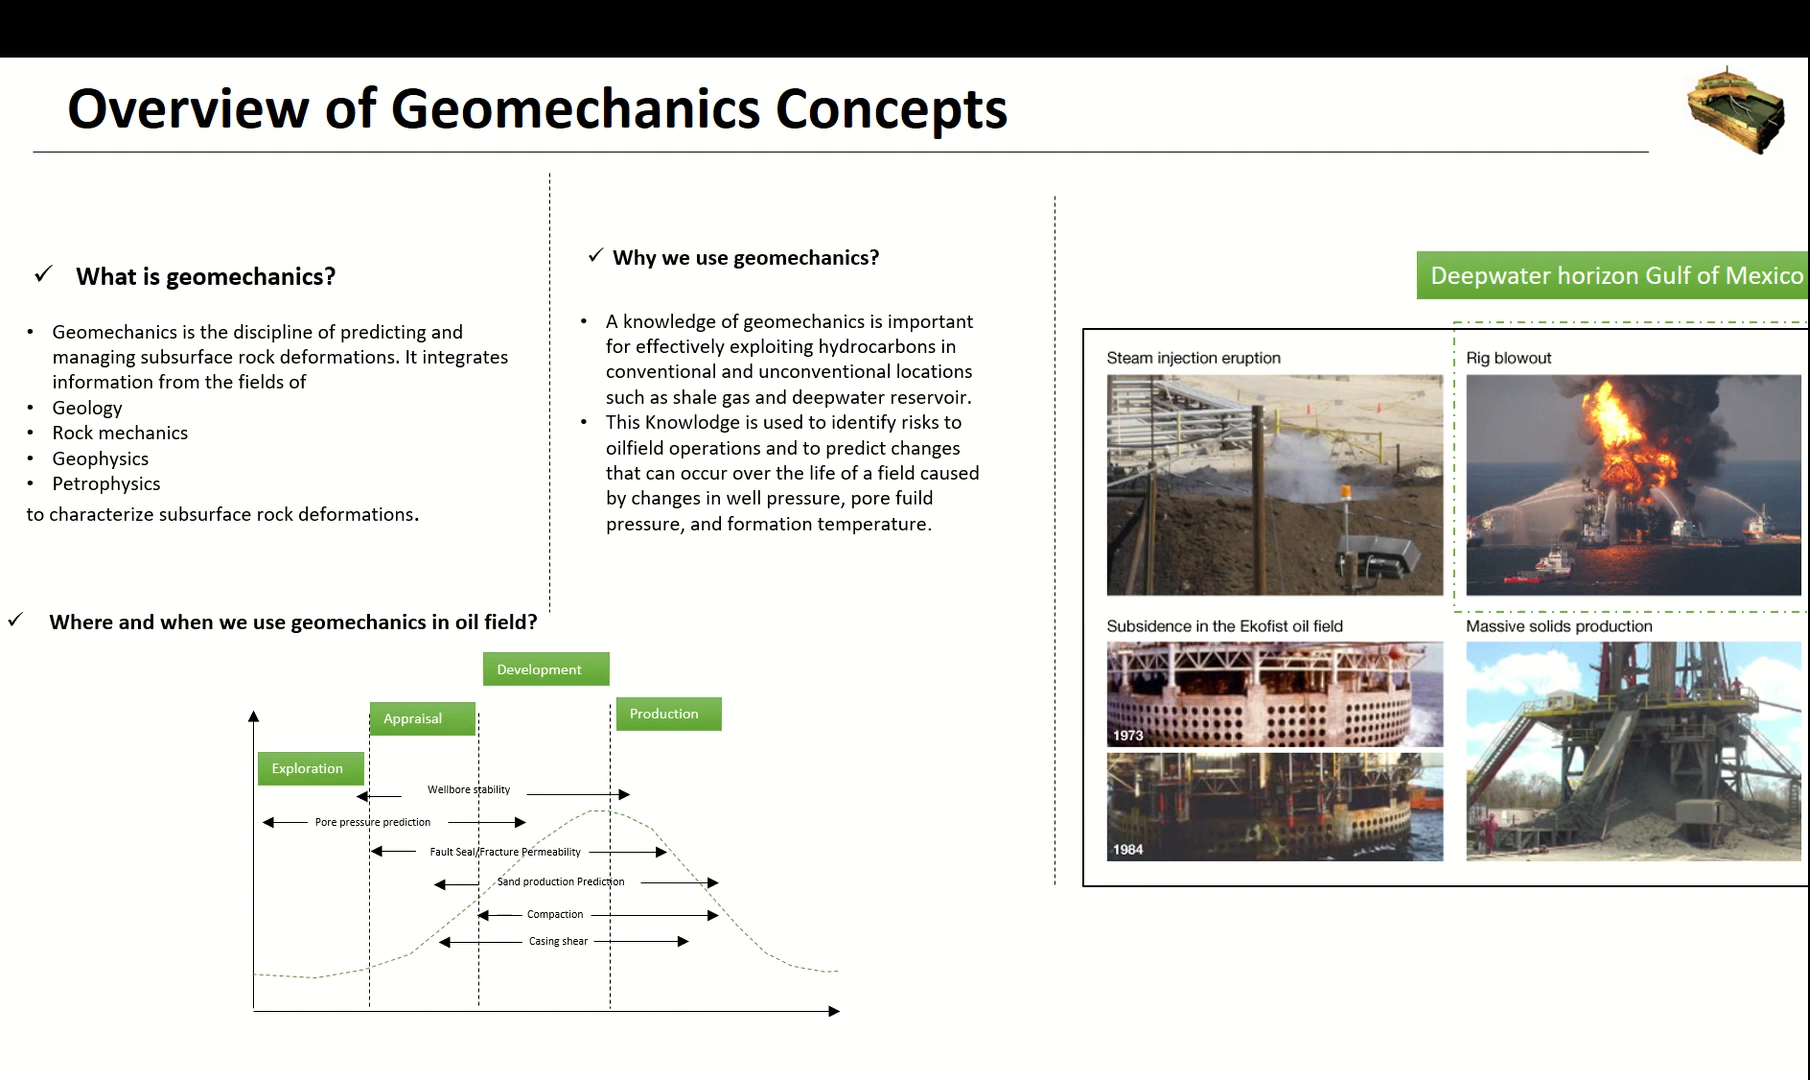 Overview of Geomechanics Concepts
What is geomechanics?
Geomechanics is the discipline of predicting and
managing subsurface rock deformations. It integrates
information from the fields of
Geology
Rock mechanics
Geophysics
Petrophysics
to characterize subsurface rock deformations.
Why we use geomechanics?
A knowledge of geomechanics is important
for effectively exploiting hydrocarbons in
conventional and unconventional locations
such as shale gas and deepwater reservoir.
This Knowlodge is used to identify risks to
oilfield operations and to predict changes
that can occur over the life of a field caused
by changes in well pressure, pore fuild
pressure, and formation temperature.
Where and when we use geomechanics in oil field?
Development
Appraisal
Production
Exploration
Wellbore stability
Pore pressure prediction
Fault Seal/Fracture Permeability
Sand production Prediction
Compaction
Casing shear
Deepwater horizon Gulf of Mexico
Steam injection eruption
Rig blowout
Subsidence in the Ekofist oil field
Massive solids production
1973
1984